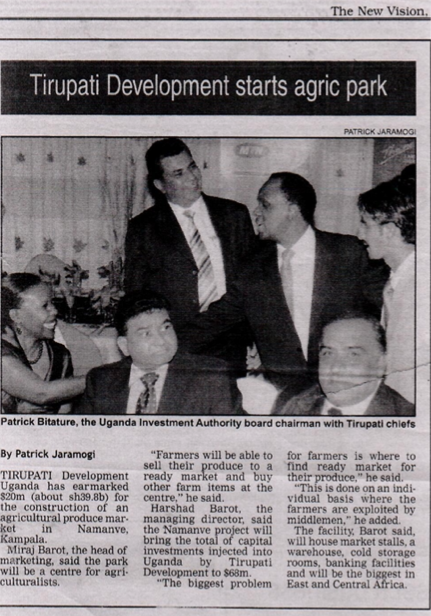 The New Vision,
Tirupati Development starts agric park
PATRICK JARAMOGI
MTN
Patrick Bitature, the Uganda Investment Authority board chairman with Tirupati chiefs
By Patrick Jaramogi
TIRUPATI Development
Uganda has earmarked
$20m (about sh39.8b) for
the construction of an
agricultural produce mar-
ket in Namanve,
Kampala.
Miraj Barot, the head of
marketing, said the park
will be a centre for agri-
culturalists.
"Farmers will be able to
sell their produce to a
ready market and buy
other farm items at the
centre," he said.
Harshad Barot, the
managing director, said
the Namanve project will
bring the total of capital
investments injected into
Uganda by Tirupati
Development to $68m.
"The biggest problem
for farmers is where to
find ready market for
their produce," he said.
"This is done on an indi-
vidual basis where the
farmers are exploited by
middlemen," he added.
The facility, Barot said,
will house market stalls, a
warehouse, cold storage
rooms, banking facilities
and will be the biggest in
East and Central Africa.